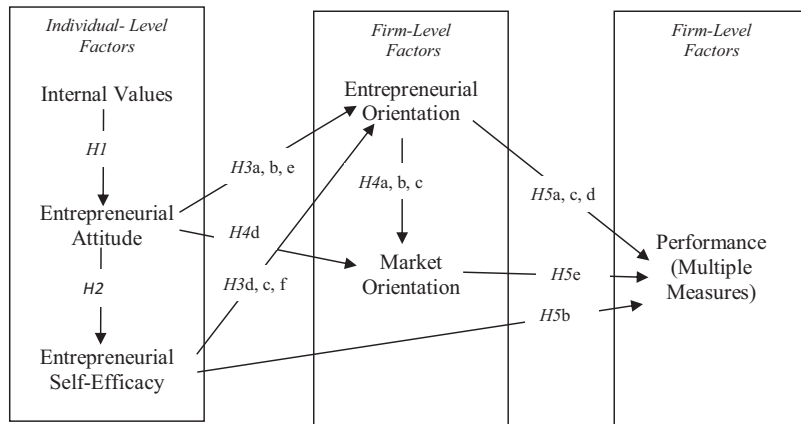 Individual- Level
Factors
Internal Values
H1
Entrepreneurial
Attitude
H2
Entrepreneurial
Self-Efficacy
H3a, b, e
H4d
H3d, c, f
Firm-Level
Factors
Entrepreneurial
Orientation
H4a, b, c
Market
Orientation
H5a, c, d
H5e
H5b
Firm-Level
Factors
Performance
(Multiple
Measures)